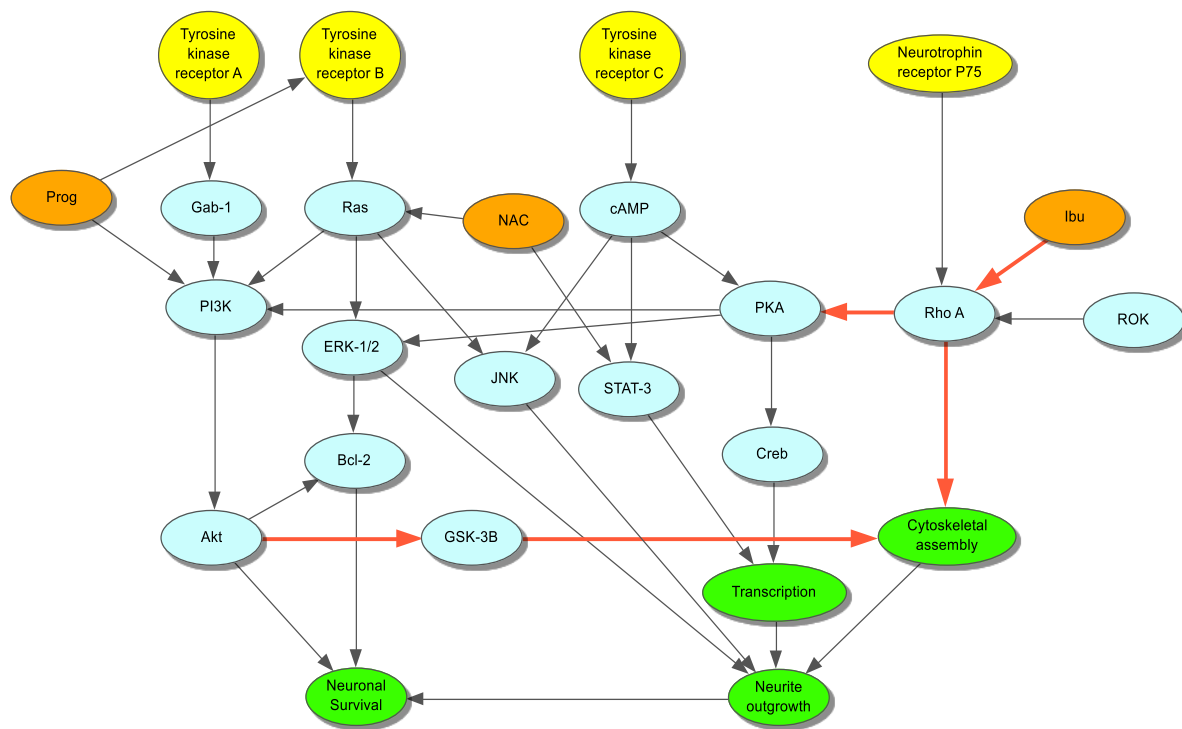 Tyrosine
kinase
receptor A
Tyrosine
kinase
receptor B
Tyrosine
kinase
receptor C
Neurotrophin
receptor P75
Prog
Gab-1
Ras
NAC
cAMP
Ibu
PI3K
PKA
Rho A
ROK
ERK-1/2
JNK
STAT-3
Bcl-2
Creb
Akt
GSK-3B
Cytoskeletal
assembly
Transcription
Neuronal
Survival
Neurite
outgrowth